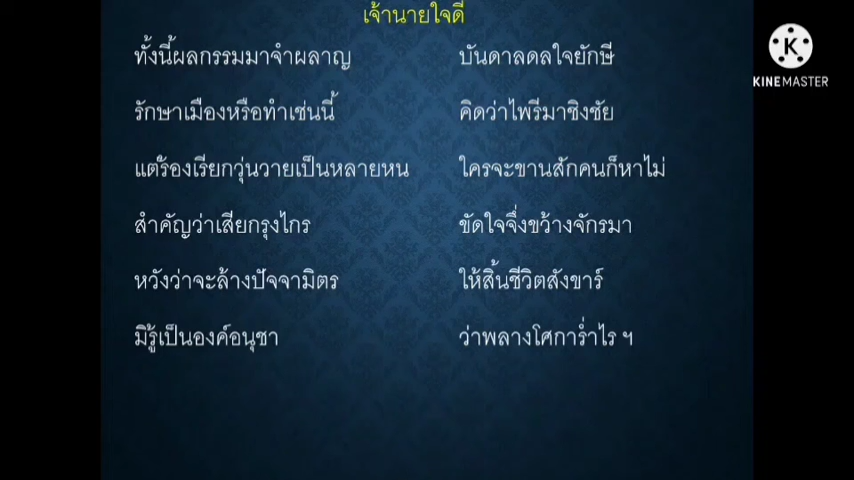 เจ้านายใจดี
ทั้งนี้ผลกรรมมาจำผลาญ บันดาลดลใจยักษี
รักษาเมืองหรือทำเช่นนี้ คิดว่าไพรีมาชิงชัย
แต่ร้องเรียกวุ่นวายเป็นหลายหน ใครจะขานสักคนก็หาไม่
สำคัญว่าเสียกรุงไกร ขัดใจจึ่งขว้างจักรมา
หวังว่าจะล้างปัจจามิตร ให้สิ้นชีวิตสังขาร์
มิรู้เป็นองค์อนุชา ว่าพลางโศการ่ำไร ฯ
K
KINEMASTER